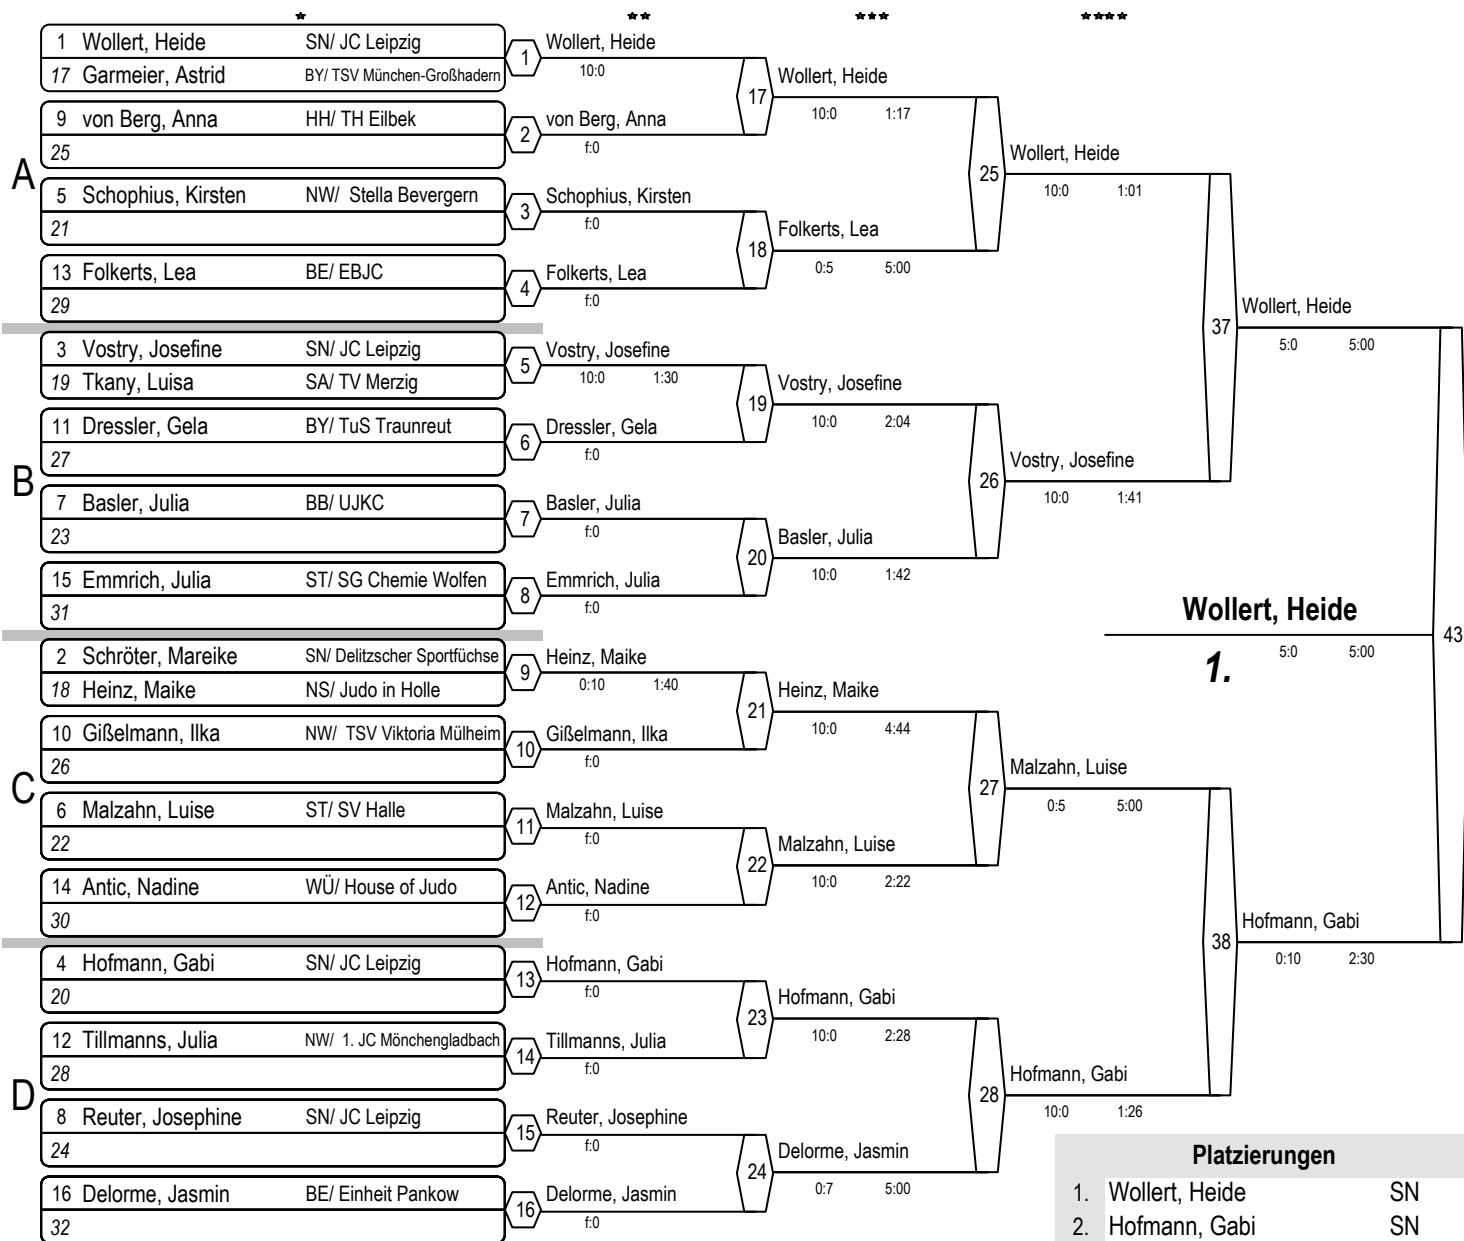 * ** *** ****
A
1 Wollert, Heide SN/ JC Leipzig
17 Garmeier, Astrid BY/ TSV München-Großhadern
9 von Berg, Anna HH/ TH Eilbek
25
5 Schophius, Kirsten NW/ Stella Bevergern
21
13 Folkerts, Lea BE/ EBJC
29
B
3 Vostry, Josefine SN/ JC Leipzig
19 Tkany, Luisa SA/ TV Merzig
11 Dressler, Gela BY/ TuS Traunreut
27
7 Basler, Julia BB/ UJKC
23
15 Emmrich, Julia ST/ SG Chemie Wolfen
31
C
2 Schröter, Mareike SN/ Delitzscher Sportfüchse
18 Heinz, Maike NS/ Judo in Holle
10 Gißelmann, Ilka NW/ TSV Viktoria Mülheim
26
6 Malzahn, Luise ST/ SV Halle
22
14 Antic, Nadine WÜ/ House of Judo
30
D
4 Hofmann, Gabi SN/ JC Leipzig
20
12 Tillmanns, Julia NW/ 1. JC Mönchengladbach
28
8 Reuter, Josephine SN/ JC Leipzig
24
16 Delorme, Jasmin BE/ Einheit Pankow
32
1 Wollert, Heide
10:0
2 von Berg, Anna
f:0
3 Schophius, Kirsten
f:0
4 Folkerts, Lea
f:0
5 Vostry, Josefine
10:0 1:30
6 Dressler, Gela
f:0
7 Basler, Julia
f:0
8 Emmrich, Julia
f:0
9 Heinz, Maike
0:10 1:40
10 Gißelmann, Ilka
f:0
11 Malzahn, Luise
f:0
12 Antic, Nadine
f:0
13 Hofmann, Gabi
f:0
14 Tillmanns, Julia
f:0
15 Reuter, Josephine
f:0
16 Delorme, Jasmin
f:0
17 Wollert, Heide
10:0 1:17
18 Folkerts, Lea
0:5 5:00
19 Vostry, Josefine
10:0 2:04
20 Basler, Julia
10:0 1:42
21 Heinz, Maike
10:0 4:44
22 Malzahn, Luise
10:0 2:22
23 Hofmann, Gabi
10:0 2:28
24 Delorme, Jasmin
0:7 5:00
25 Wollert, Heide
10:0 1:01
26 Vostry, Josefine
10:0 1:41
27 Malzahn, Luise
0:5 5:00
28 Hofmann, Gabi
10:0 1:26
37 Wollert, Heide
5:0 5:00
38 Hofmann, Gabi
0:10 2:30
43
Wollert, Heide
1. 5:0 5:00
Platzierungen
1. Wollert, Heide SN
2. Hofmann, Gabi SN